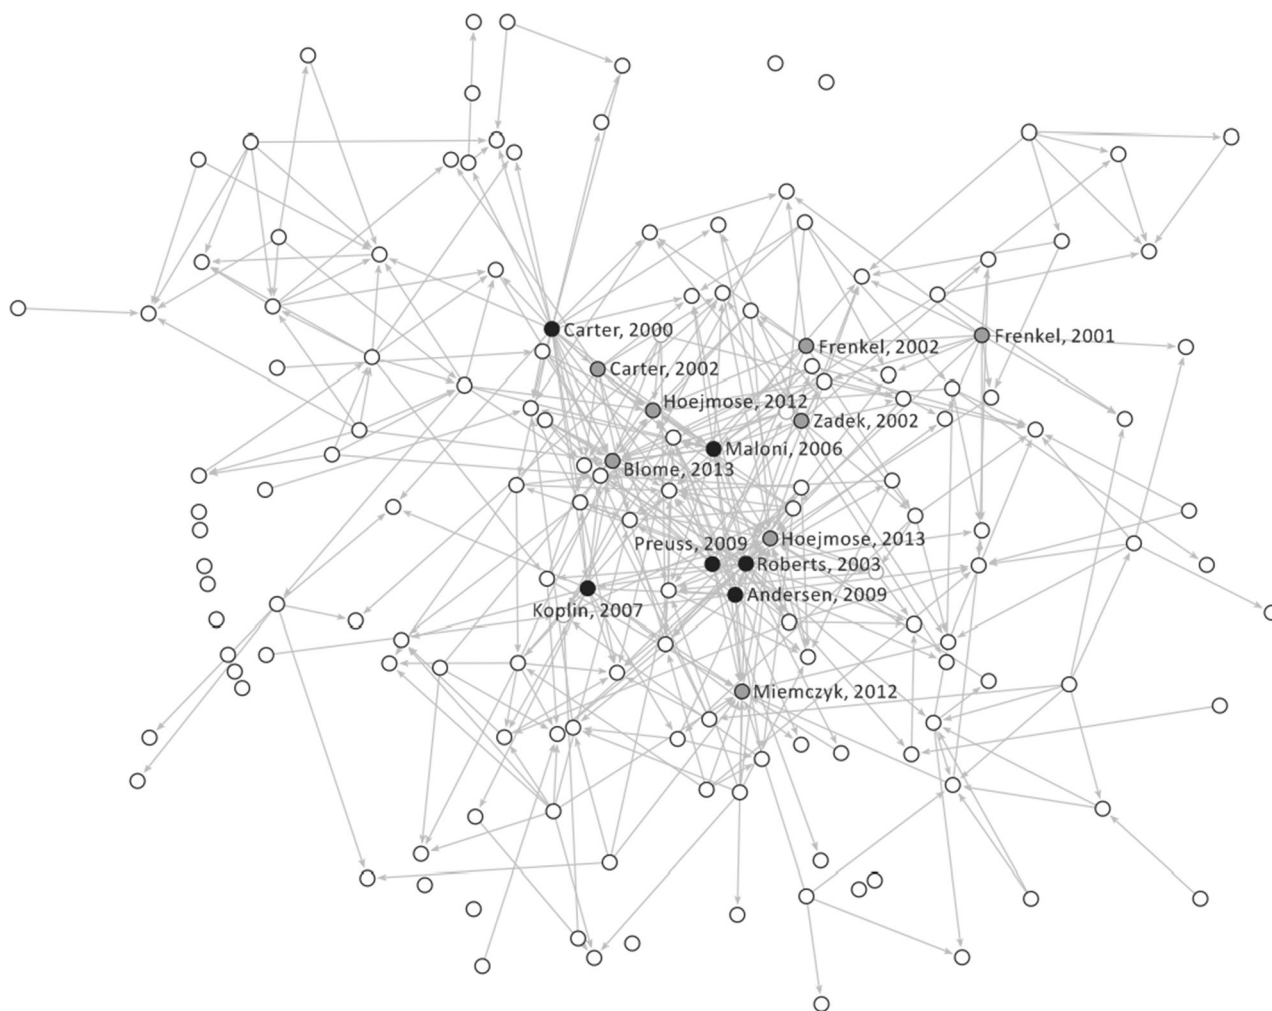 Carter, 2000
Frenkel, 2001
Frenkel, 2002
Carter, 2002
Hoejmose, 2012
Zadek, 2002
Maloni, 2006
Blome, 2013
Hoejmose, 2013
Preuss, 2009
Roberts, 2003
Andersen, 2009
Koplin, 2007
Miemczyk, 2012